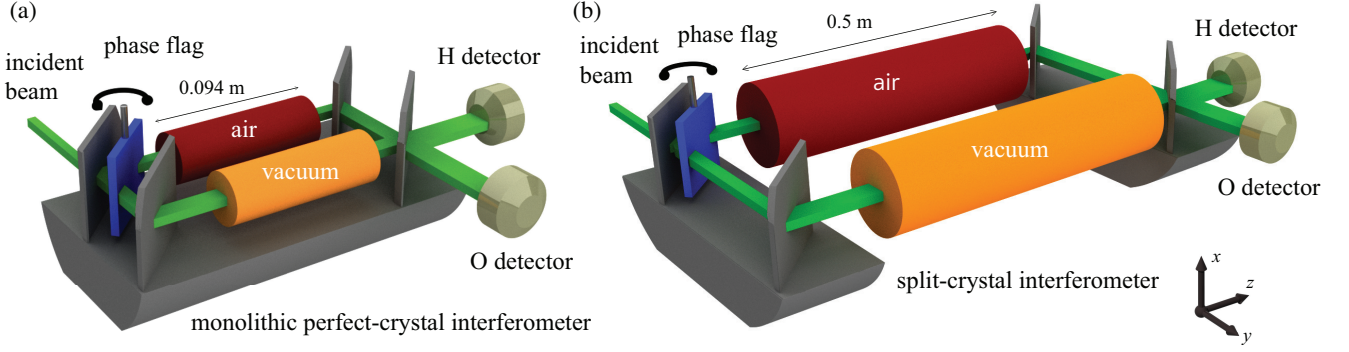 (a)
phase flag
incident
beam
0.094 m
air
vacuum
H detector
O detector
monolithic perfect-crystal interferometer
(b)
phase flag
incident
beam
0.5 m
air
vacuum
H detector
O detector
split-crystal interferometer
x
z
y